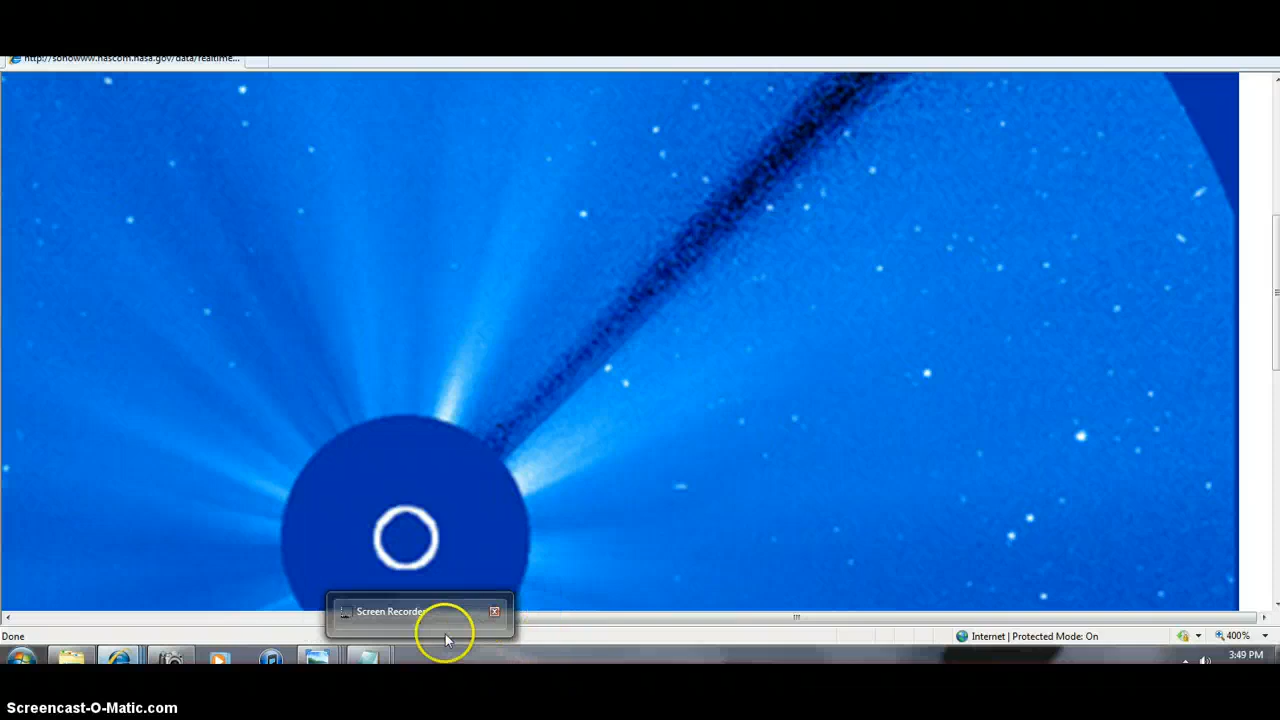 http://sohowww.nascom.nasa.gov/data/realtime...
Screen Recorder
Done
Internet | Protected Mode: On
400%
3:49 PM
Screencast-O-Matic.com